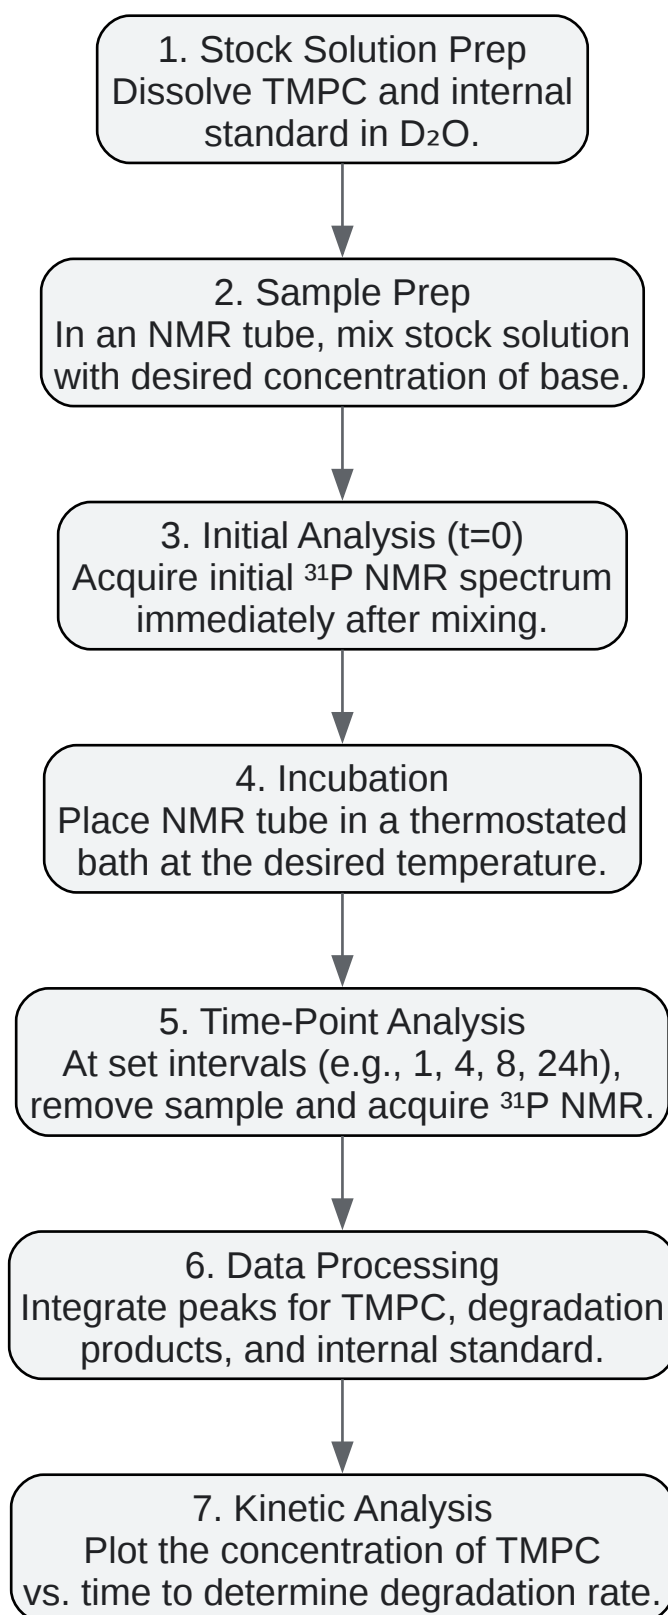 1. Stock Solution Prep
Dissolve TMPC and internal
standard in D₂O.
2. Sample Prep
In an NMR tube, mix stock solution
with desired concentration of base.
3. Initial Analysis (t=0)
Acquire initial ³¹P NMR spectrum
immediately after mixing.
4. Incubation
Place NMR tube in a thermostated
bath at the desired temperature.
5. Time-Point Analysis
At set intervals (e.g., 1, 4, 8, 24h),
remove sample and acquire ³¹P NMR.
6. Data Processing
Integrate peaks for TMPC, degradation
products, and internal standard.
7. Kinetic Analysis
Plot the concentration of TMPC
vs. time to determine degradation rate.